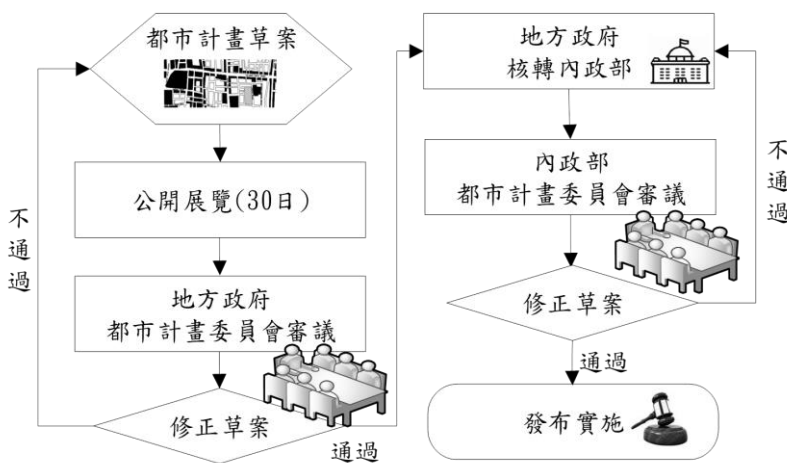 都市計畫草案
公開展覽(30日)
地方政府
都市計畫委員會審議
修正草案
不通過
通過
地方政府
核轉內政部
內政部
都市計畫委員會審議
修正草案
不通過
通過
發布實施